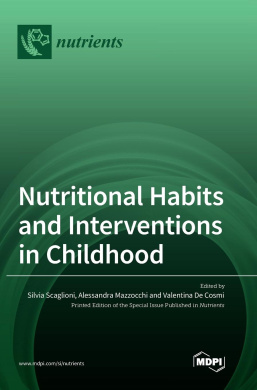 nutrients
Nutritional Habits
and Interventions
in Childhood
Edited by
Silvia Scaglioni, Alessandra Mazzocchi and Valentina De Cosmi
Printed Edition of the Special Issue Published in Nutrients
www.mdpi.com/si/nutrients
MDPI